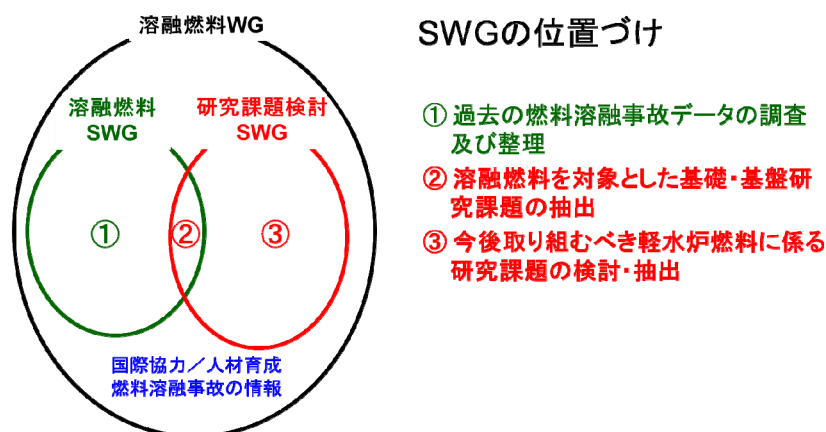 溶融燃料WG
SWGの位置づけ
溶融燃料
SWG
研究課題検討
SWG
①
②
③
国際協力／人材育成
燃料溶融事故の情報
① 過去の燃料溶融事故データの調査
及び整理
② 溶融燃料を対象とした基礎・基盤研
究課題の抽出
③ 今後取り組むべき軽水炉燃料に係る
研究課題の検討・抽出